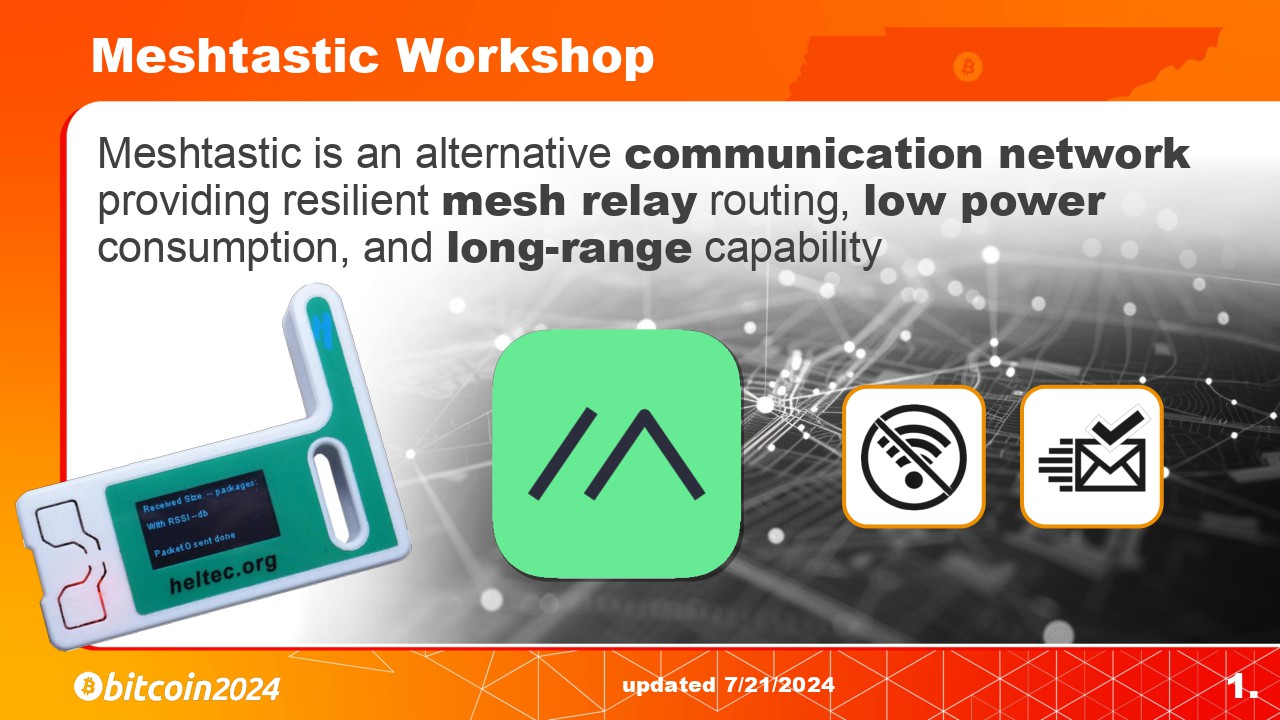 Meshtastic Workshop
Meshtastic is an alternative communication network
providing resilient mesh relay routing, low power
consumption, and long-range capability
Received Size -- packages:
With RSSI --db
Packet 0 sent done
heltec.org
bitcoin2024
updated 7/21/2024
1.